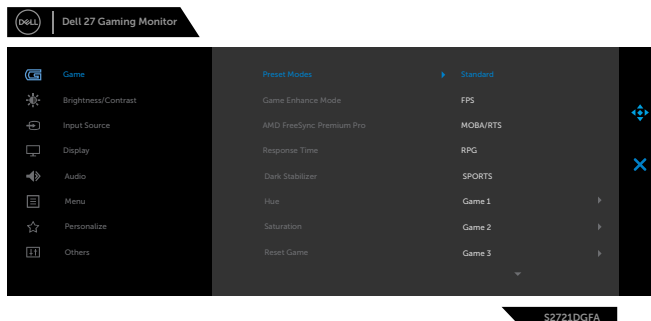 DELL
Dell 27 Gaming Monitor
Game
Preset Modes
Standard
Brightness/Contrast
Game Enhance Mode
FPS
Input Source
AMD FreeSync Premium Pro
MOBA/RTS
Display
Response Time
RPG
Audio
Dark Stabilizer
SPORTS
Menu
Hue
Game 1
Personalize
Saturation
Game 2
Others
Reset Game
Game 3
S2721DGFA